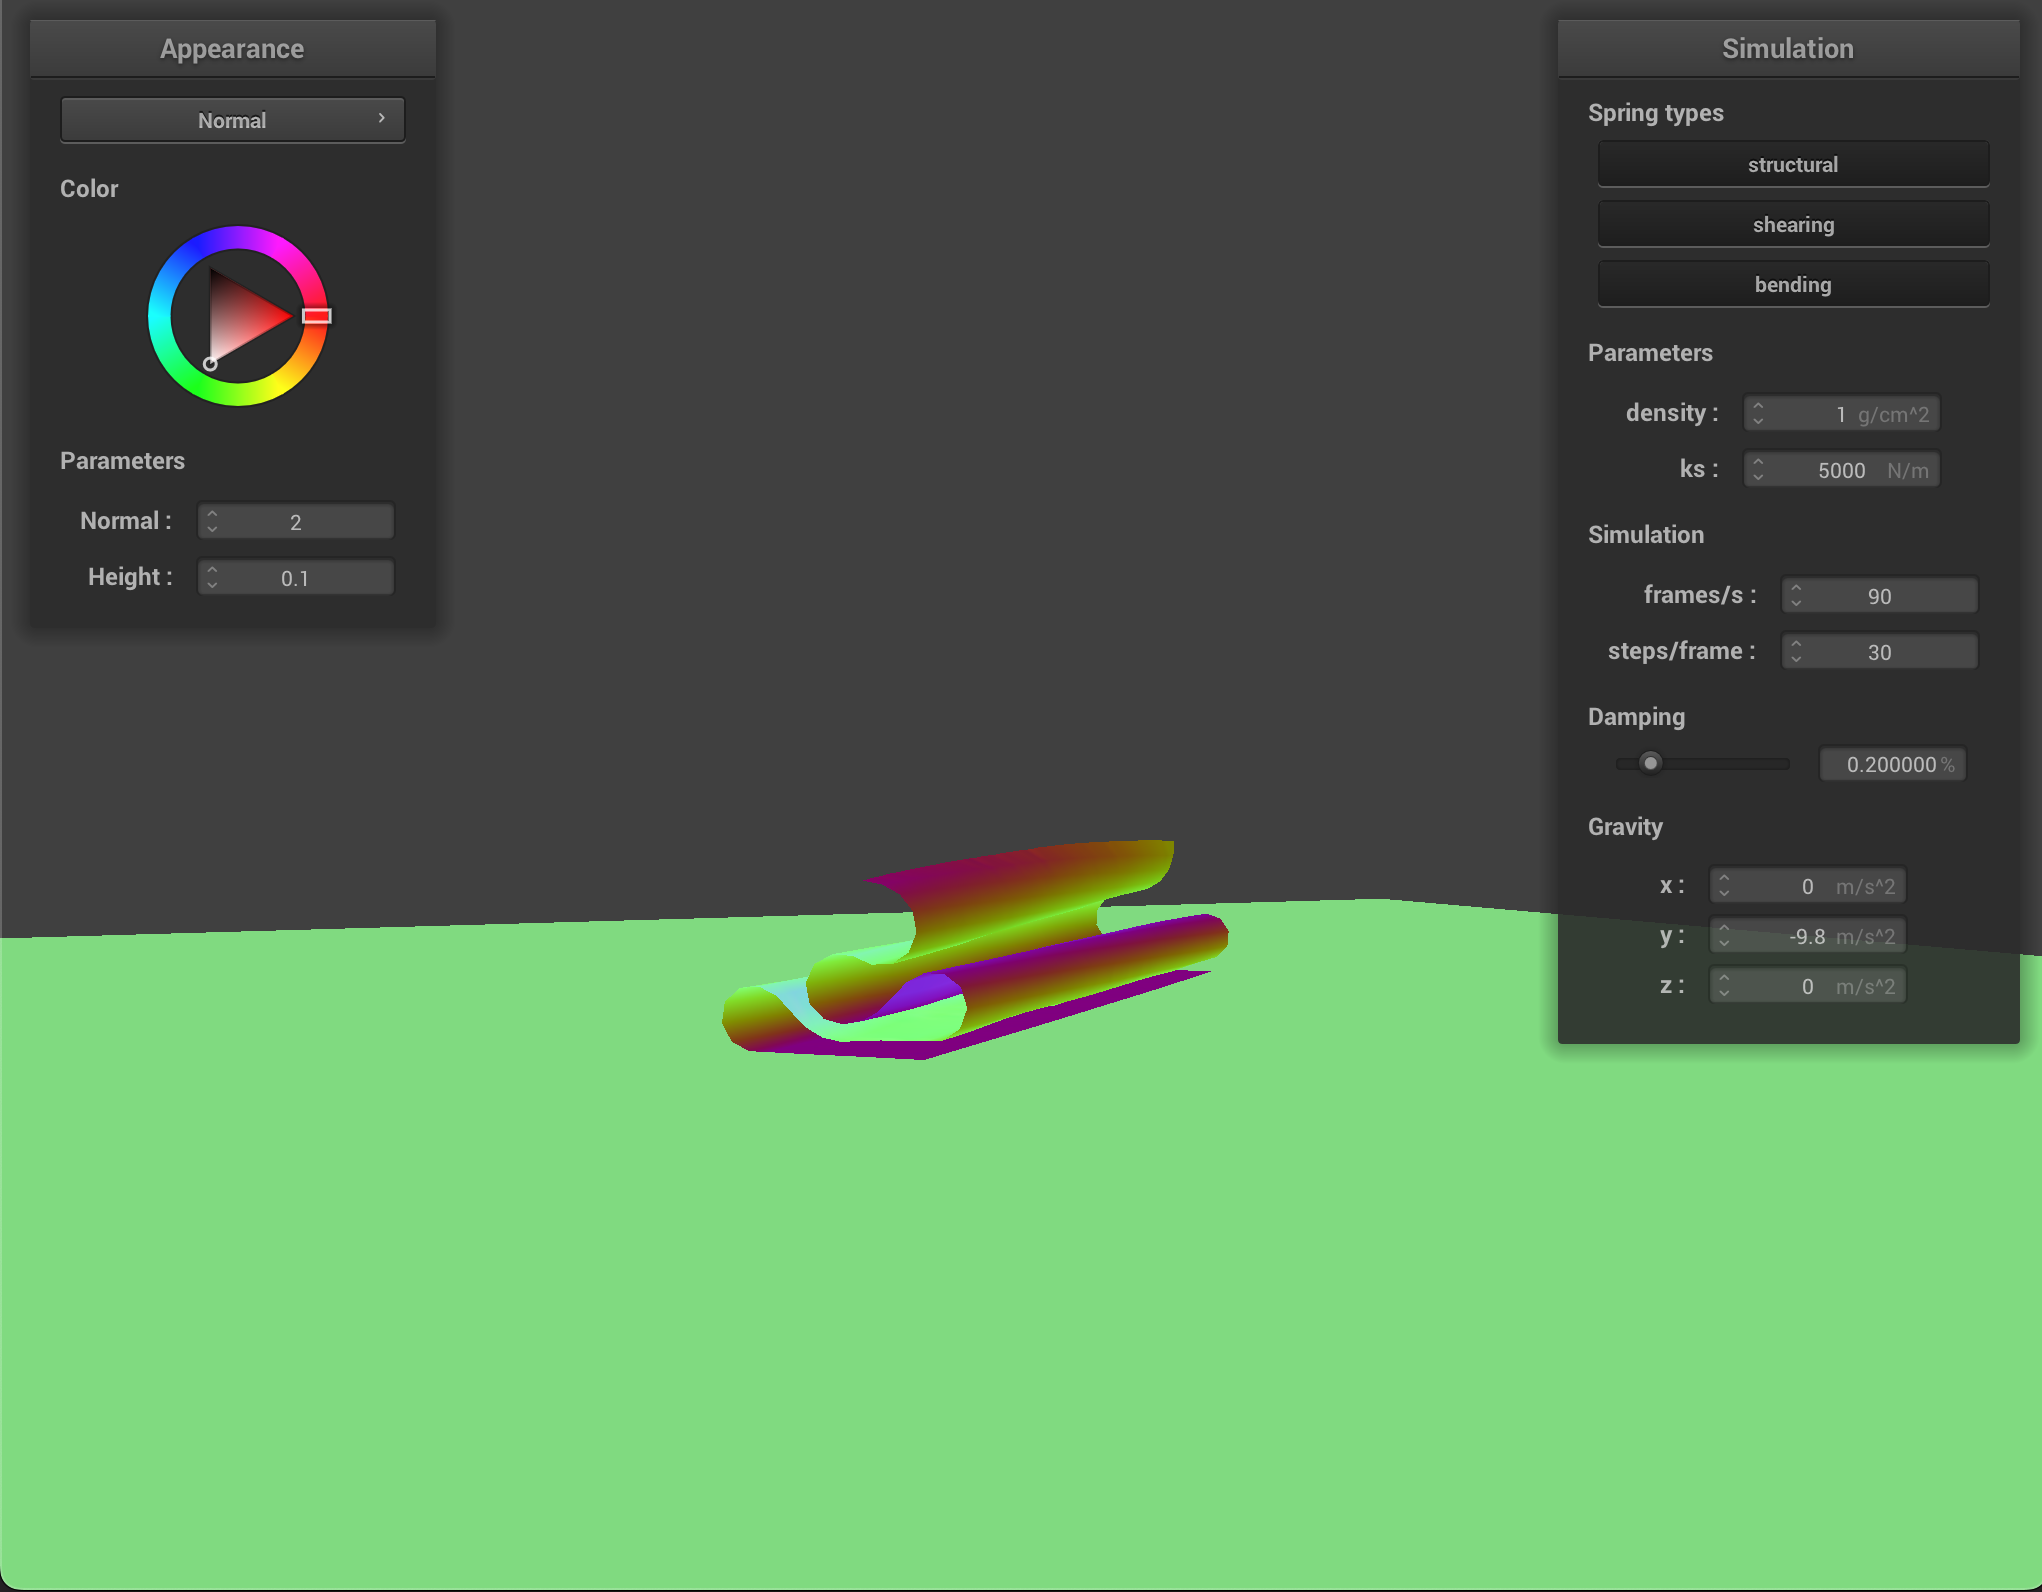 Appearance
Normal
Color
Parameters
Normal : 2
Height : 0.1
Simulation
Spring types
structural
shearing
bending
Parameters
density : 1 g/cm^2
ks : 5000 N/m
Simulation
frames/s : 90
steps/frame : 30
Damping
0.200000 %
Gravity
x : 0 m/s^2
y : -9.8 m/s^2
z : 0 m/s^2